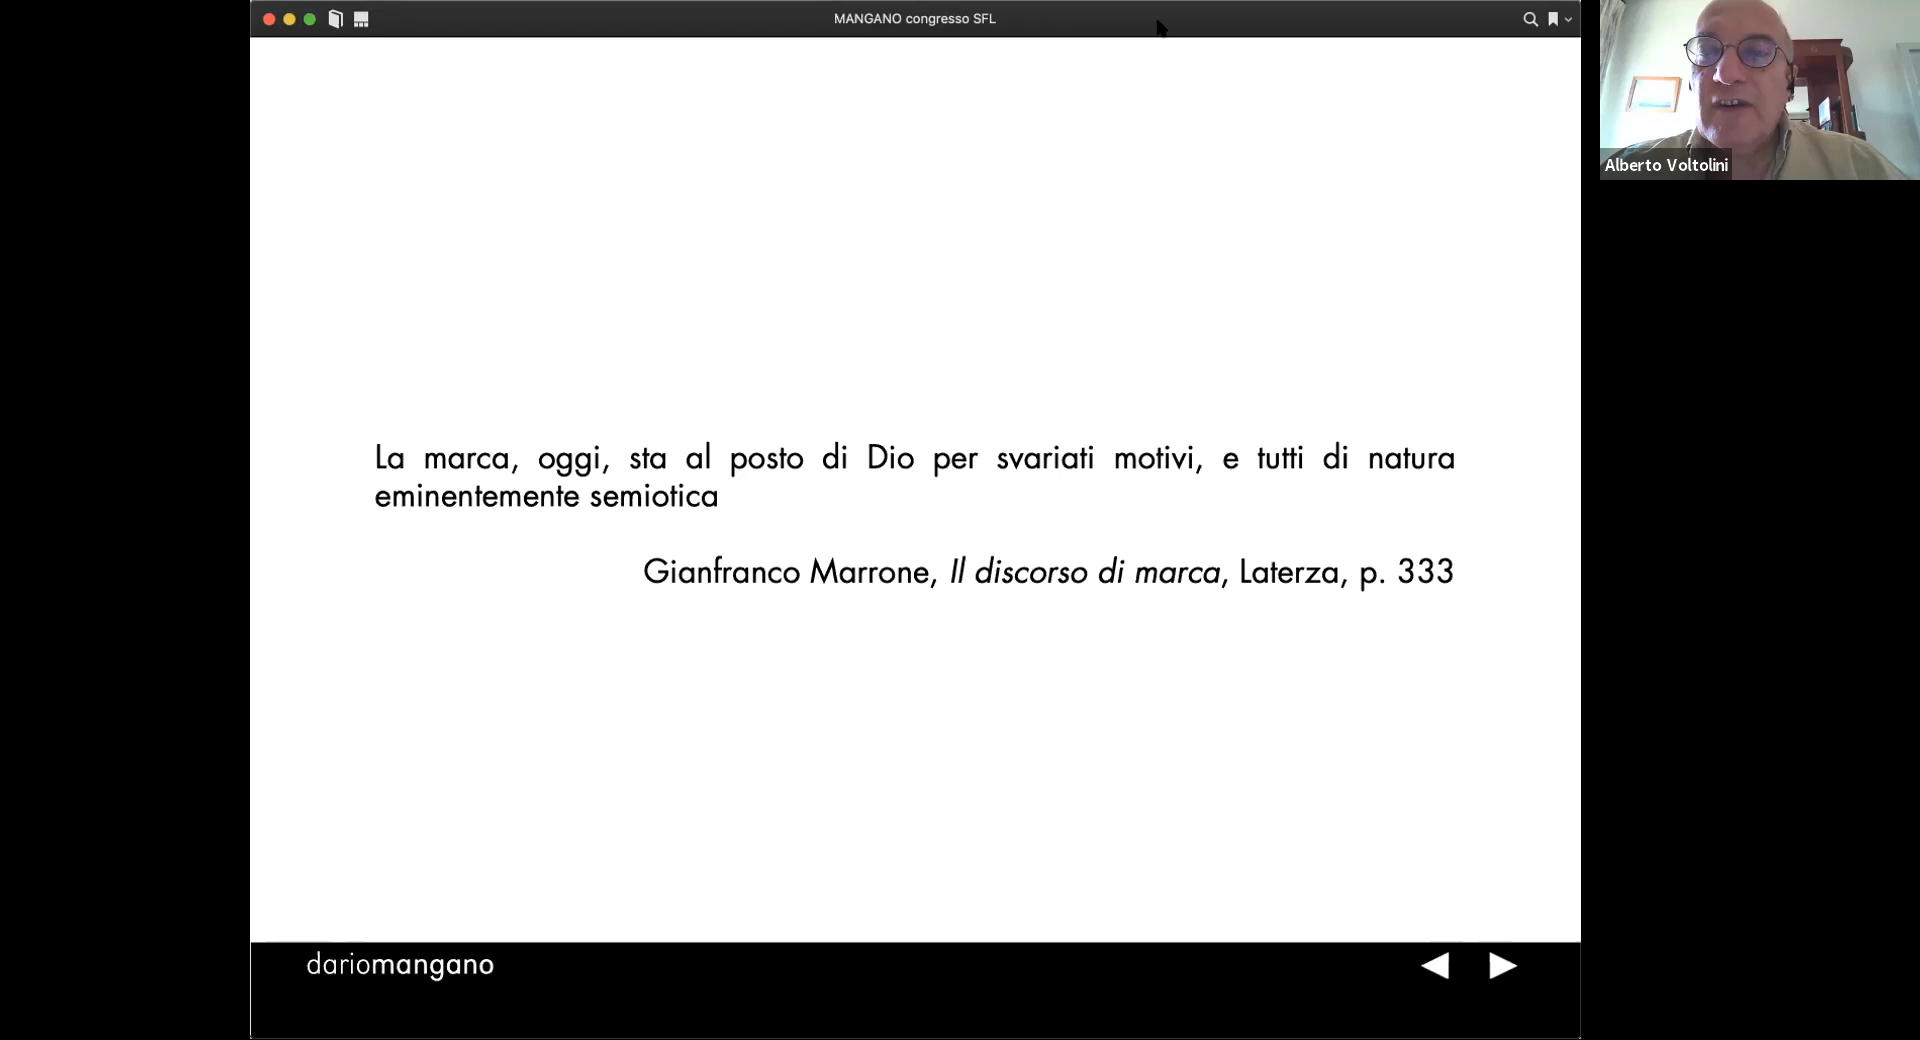 MANGANO congresso SFL
Alberto Voltolini
La marca, oggi, sta al posto di Dio per svariati motivi, e tutti di natura
eminentemente semiotica
Gianfranco Marrone, Il discorso di marca, Laterza, p. 333
dariomangano